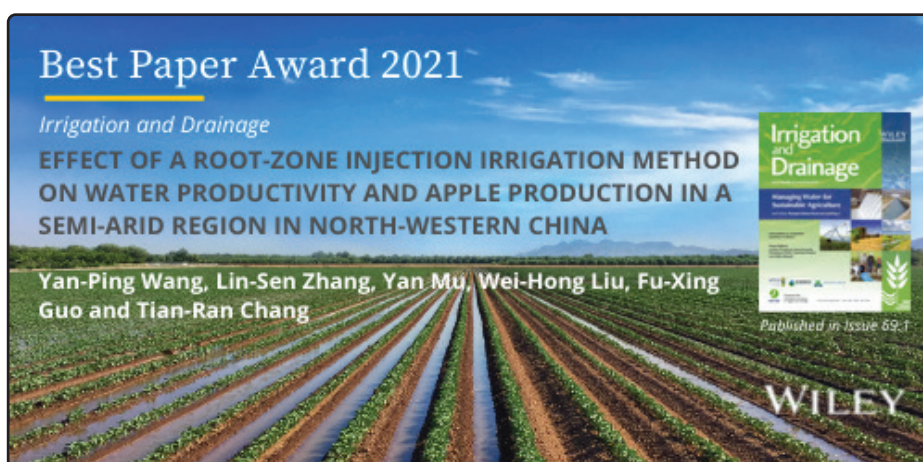 Best Paper Award 2021
Irrigation and Drainage
EFFECT OF A ROOT-ZONE INJECTION IRRIGATION METHOD
ON WATER PRODUCTIVITY AND APPLE PRODUCTION IN A
SEMI-ARID REGION IN NORTH-WESTERN CHINA
Yan-Ping Wang, Lin-Sen Zhang, Yan Mu, Wei-Hong Liu, Fu-Xing
Guo and Tian-Ran Chang
Irrigation
and
Drainage
WILEY
Managing Water for
Sustainable Agriculture
Published in Issue 69:1
WILEY